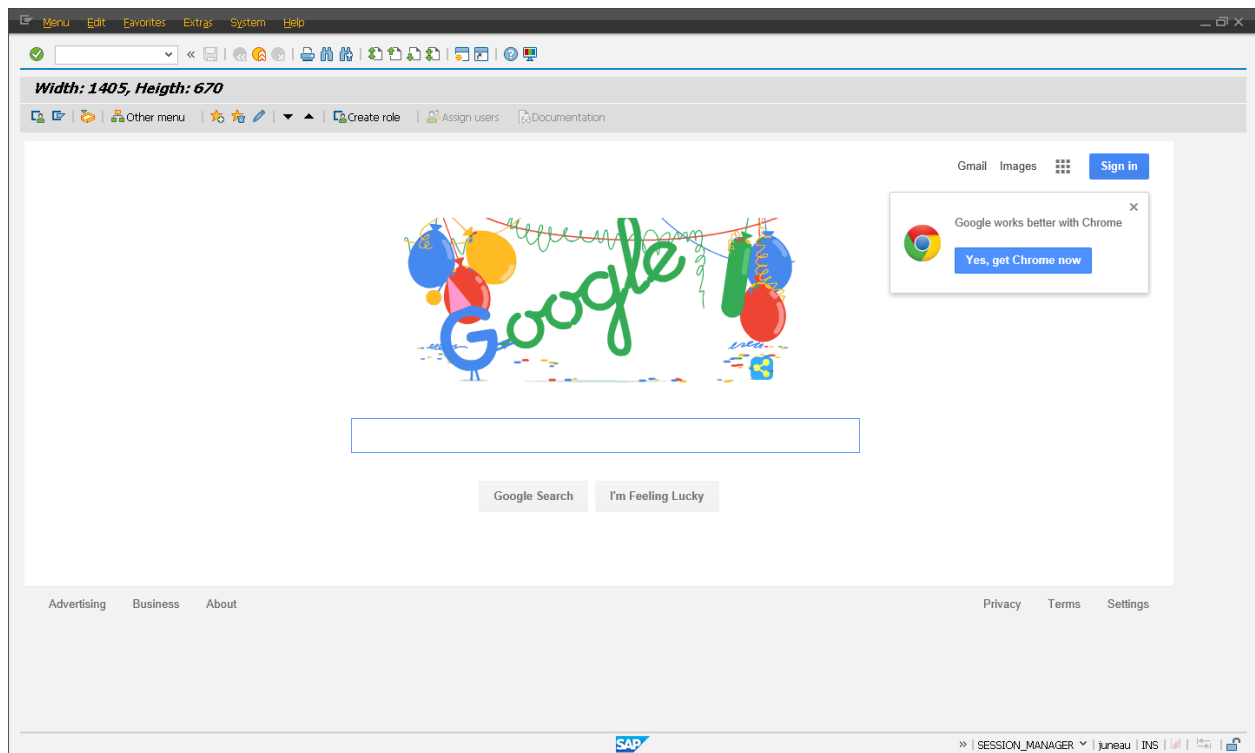 Menu Edit Favorites Extras System Help
Width: 1405, Heigth: 670
Other menu Create role Assign users Documentation
Gmail Images Sign in
Google works better with Chrome
Yes, get Chrome now
Google
Google Search I'm Feeling Lucky
Advertising Business About Privacy Terms Settings
SAP » SESSION_MANAGER juneau INS